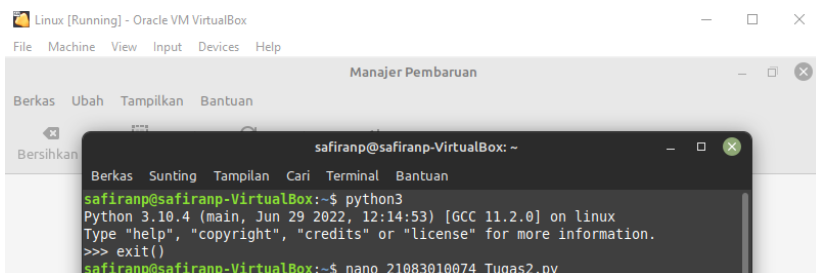 Linux [Running] - Oracle VM VirtualBox
File Machine View Input Devices Help
Manajer Pembaruan
Berkas Ubah Tampilkan Bantuan
Bersihkan
safiranp@safiranp-VirtualBox: ~
Berkas Sunting Tampilan Cari Terminal Bantuan
safiranp@safiranp-VirtualBox:~$ python3
Python 3.10.4 (main, Jun 29 2022, 12:14:53) [GCC 11.2.0] on linux
Type "help", "copyright", "credits" or "license" for more information.
>>> exit()
safiranp@safiranp-VirtualBox:~$ nano 21083010074_Tugas2.py